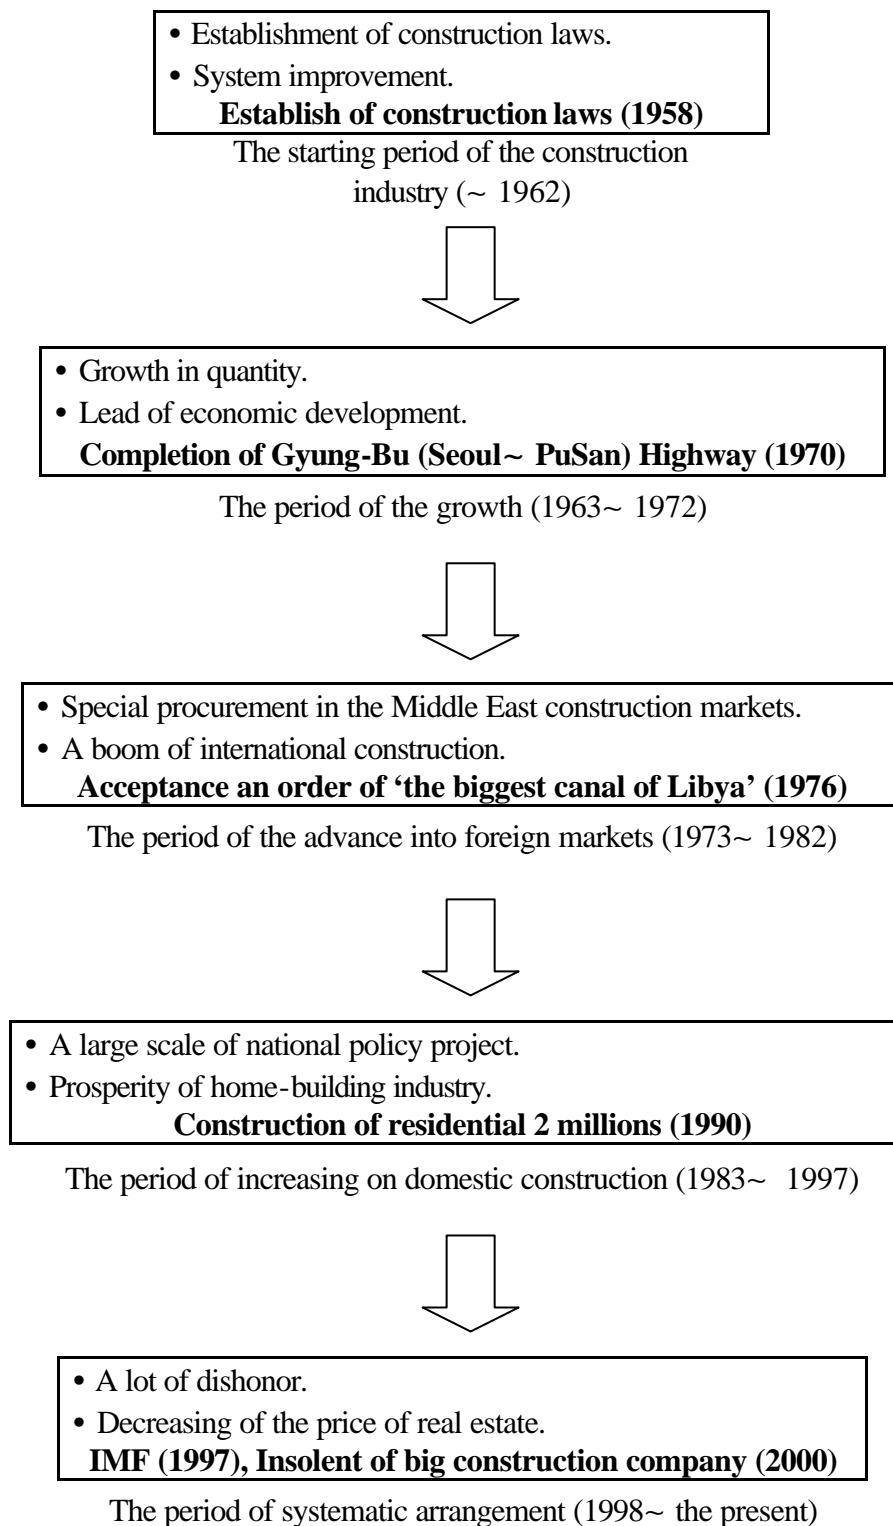 • Establishment of construction laws.
• System improvement.
Establish of construction laws (1958)
The starting period of the construction
industry (~ 1962)
• Growth in quantity.
• Lead of economic development.
Completion of Gyung-Bu (Seoul~ PuSan) Highway (1970)
The period of the growth (1963~ 1972)
• Special procurement in the Middle East construction markets.
• A boom of international construction.
Acceptance an order of ‘the biggest canal of Libya’ (1976)
The period of the advance into foreign markets (1973~ 1982)
• A large scale of national policy project.
• Prosperity of home-building industry.
Construction of residential 2 millions (1990)
The period of increasing on domestic construction (1983~ 1997)
• A lot of dishonor.
• Decreasing of the price of real estate.
IMF (1997), Insolent of big construction company (2000)
The period of systematic arrangement (1998~ the present)